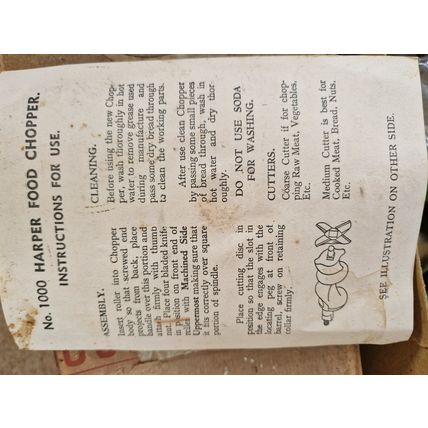 No. 1000 HARPER FOOD CHOPPER.
INSTRUCTIONS FOR USE.
ASSEMBLY.
Insert roller into Chopper
body so that screwed end
projects from back, place
handle over this portion and
attach firmly with thumb
nut. Place four bladed knife
in position on front end of
roller with Machined Side
Uppermost making sure that
it fits correctly over square
portion of spindle.
Place cutting disc in
position so that the slot in
the edge engages with the
locating peg at front of
barrel, screw on retaining
collar firmly.
CLEANING.
Before using the new Chop-
per, wash thoroughly in hot
water to remove grease used
during manufacture and
pass some dry bread through
to clean the working parts.
After use clean Chopper
by passing some small pieces
of bread through, wash in
hot water and dry thor-
oughly.
DO NOT USE SODA
FOR WASHING.
CUTTERS.
Coarse Cutter if for chop-
ping Raw Meat, Vegetables,
Etc.
Medium Cutter is best for
Cooked Meat, Bread, Nuts,
Etc.
SEE ILLUSTRATION ON OTHER SIDE.